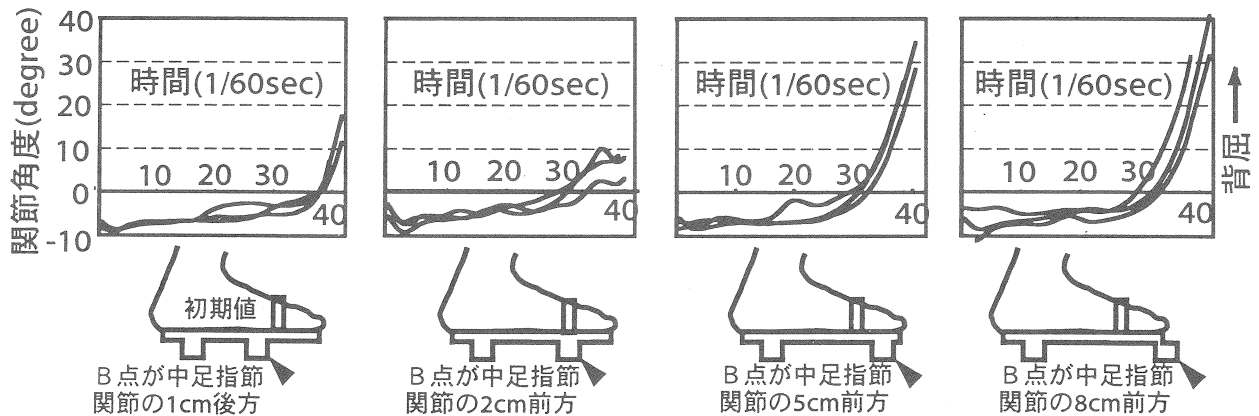 関節角度(degree)
40
30
20
10
0
-10
時間(1/60sec)
10 20 30
40
時間(1/60sec)
10 20 30
40
時間(1/60sec)
10 20 30
40
時間(1/60sec)
10 20 30
40
背屈
初期値
B点が中足指節
関節の1cm後方
B点が中足指節
関節の2cm前方
B点が中足指節
関節の5cm前方
B点が中足指節
関節の8cm前方